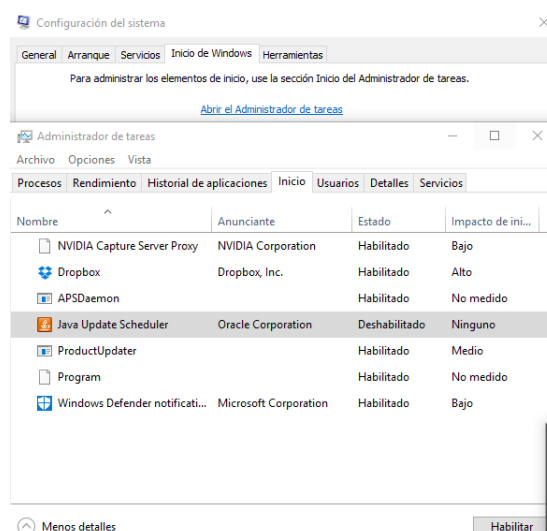 Configuración del sistema
General Arranque Servicios Inicio de Windows Herramientas
Para administrar los elementos de inicio, use la sección Inicio del Administrador de tareas.
Abrir el Administrador de tareas
Administrador de tareas
Archivo Opciones Vista
Procesos Rendimiento Historial de aplicaciones Inicio Usuarios Detalles Servicios
Nombre Anunciante Estado Impacto de ini...
NVIDIA Capture Server Proxy NVIDIA Corporation Habilitado Bajo
Dropbox Dropbox, Inc. Habilitado Alto
APSDaemon Habilitado No medido
Java Update Scheduler Oracle Corporation Deshabilitado Ninguno
ProductUpdater Habilitado Medio
Program Habilitado No medido
Windows Defender notificati... Microsoft Corporation Habilitado Bajo
Menos detalles Habilitar